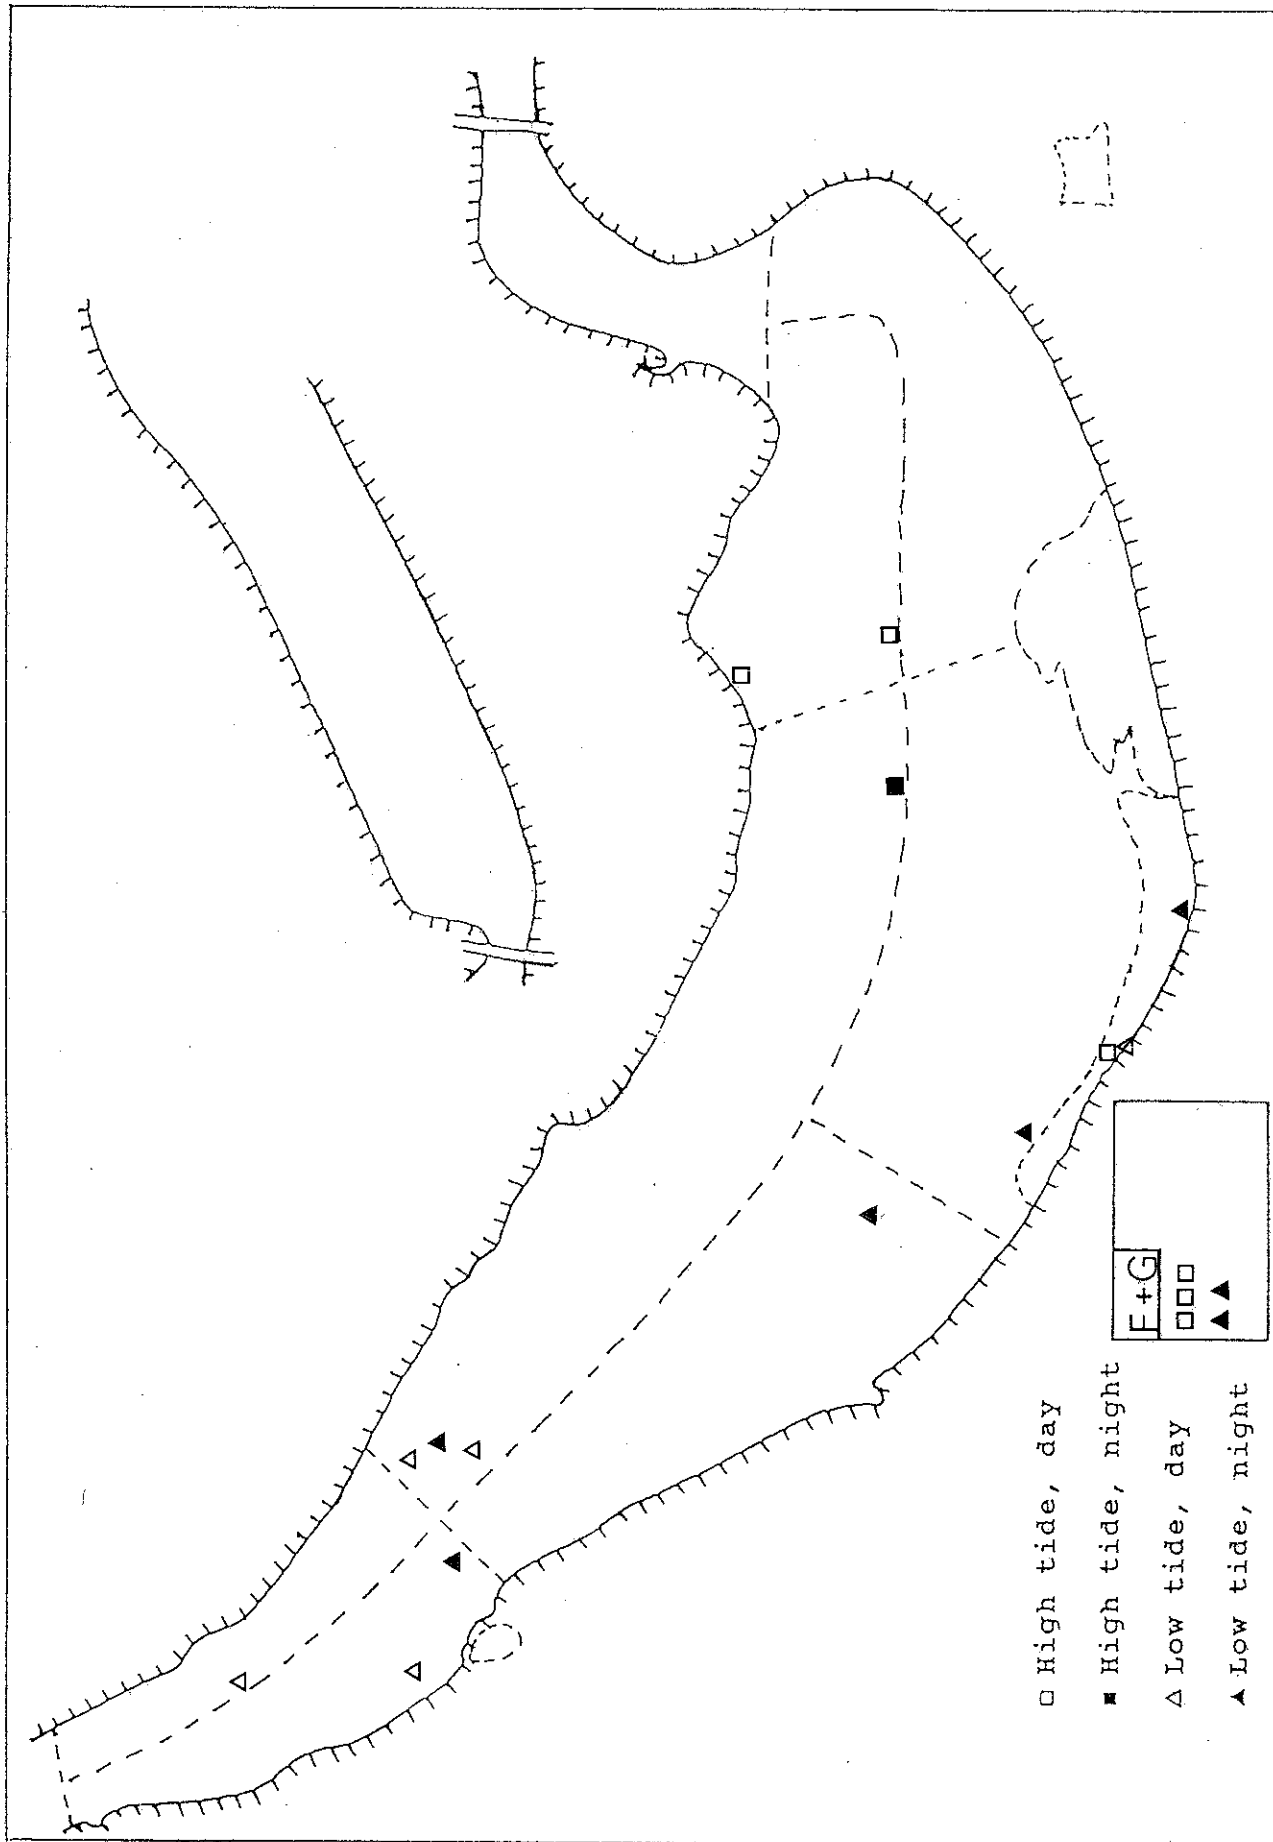 F+G
High tide, day
High tide, night
Low tide, day
Low tide, night